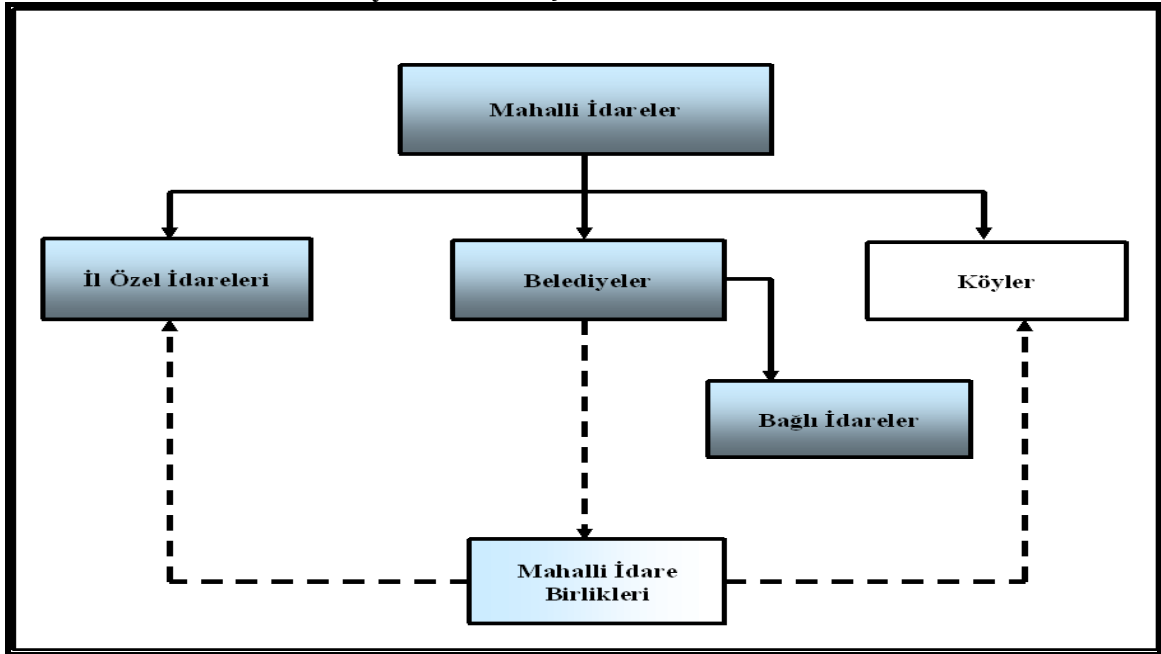 Mahalli İdareler
İl Özel İdareleri
Belediyeler
Köyler
Bağlı İdareler
Mahalli İdare
Birlikleri